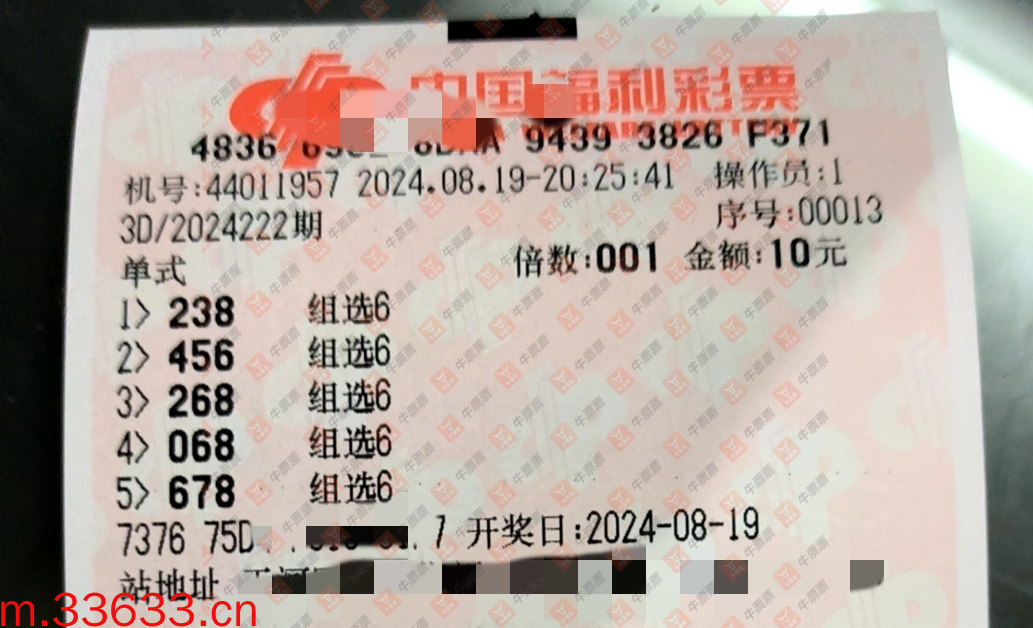 中国福利彩票
4836 9439 3826 F371
机号:44011957 2024.08.19-20:25:41 操作员:1
3D/2024222期 序号:00013
单式 倍数:001 金额:10元
1> 238 组选6
2> 456 组选6
3> 268 组选6
4> 068 组选6
5> 678 组选6
7376 75D 7 开奖日:2024-08-19
站地址
m.33633.cn
牛票票